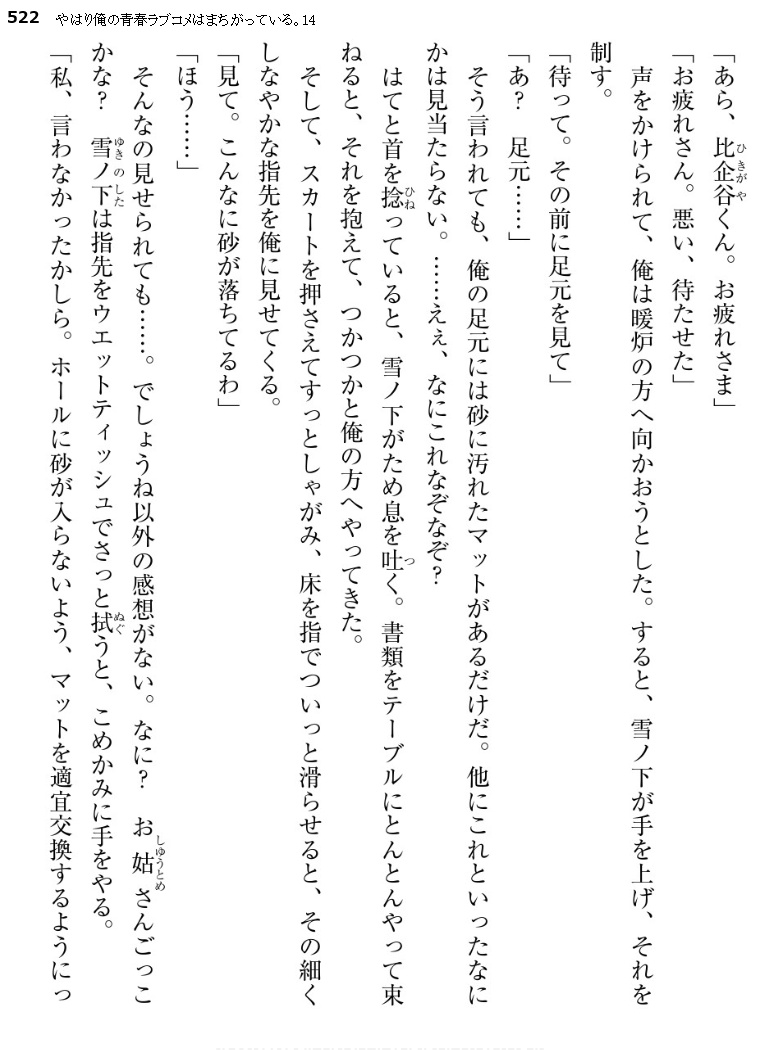 522 やはり俺の青春ラブコメはまちがっている。14
「あら、比企谷くん。お疲れさま」
「お疲れさん。悪い、待たせた」
声をかけられて、俺は暖炉の方へ向かおうとした。すると、雪ノ下が手を上げ、それを
制す。
「待って。その前に足元を見て」
「あ？　足元……」
そう言われても、俺の足元には砂に汚れたマットがあるだけだ。他にこれといったなに
かは見当たらない。……えぇ、なにこれなぞなぞ？
はてと首を捻っていると、雪ノ下がため息を吐く。書類をテーブルにとんとんやって束
ねると、それを抱えて、つかつかと俺の方へやってきた。
そして、スカートを押さえてすっとしゃがみ、床を指でついっと滑らせると、その細く
しなやかな指先を俺に見せてくる。
「見て。こんなに砂が落ちてるわ」
「ほう……」
そんなの見せられても……。でしょうね以外の感想がない。なに？　お姑さんごっこ
かな？　雪ノ下は指先をウエットティッシュでさっと拭うと、こめかみに手をやる。
「私、言わなかったかしら。ホールに砂が入らないよう、マットを適宜交換するようにっ